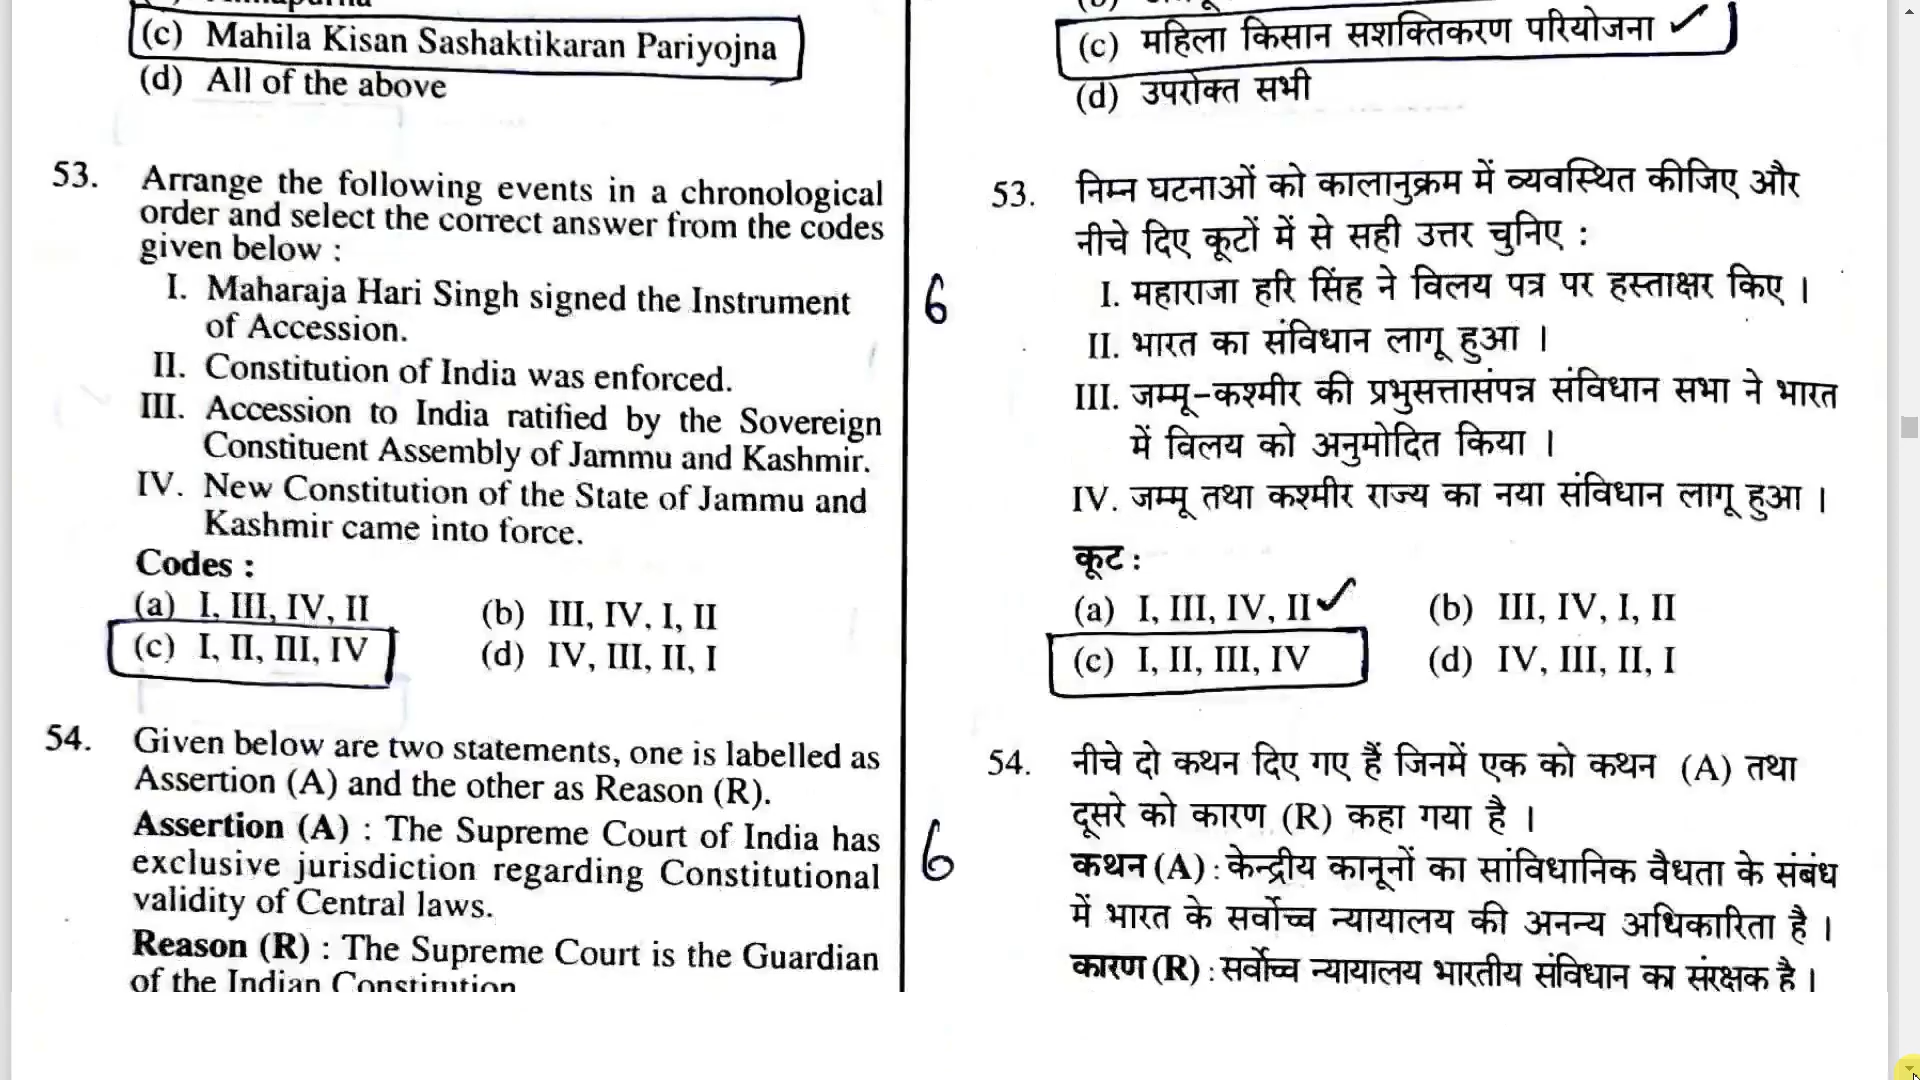 (c) Mahila Kisan Sashaktikaran Pariyojna
(d) All of the above
53. Arrange the following events in a chronological
order and select the correct answer from the codes
given below :
I. Maharaja Hari Singh signed the Instrument
of Accession.
II. Constitution of India was enforced.
III. Accession to India ratified by the Sovereign
Constituent Assembly of Jammu and Kashmir.
IV. New Constitution of the State of Jammu and
Kashmir came into force.
Codes :
(a) I, III, IV, II (b) III, IV, I, II
(c) I, II, III, IV (d) IV, III, II, I
54. Given below are two statements, one is labelled as
Assertion (A) and the other as Reason (R).
Assertion (A) : The Supreme Court of India has
exclusive jurisdiction regarding Constitutional
validity of Central laws.
Reason (R) : The Supreme Court is the Guardian
of the Indian Constitution
6
6
(c) महिला किसान सशक्तिकरण परियोजना
(d) उपरोक्त सभी
53. निम्न घटनाओं को कालानुक्रम में व्यवस्थित कीजिए और
नीचे दिए कूटों में से सही उत्तर चुनिए :
I. महाराजा हरि सिंह ने विलय पत्र पर हस्ताक्षर किए ।
II. भारत का संविधान लागू हुआ ।
III. जम्मू-कश्मीर की प्रभुसत्तासंपन्न संविधान सभा ने भारत
में विलय को अनुमोदित किया ।
IV. जम्मू तथा कश्मीर राज्य का नया संविधान लागू हुआ ।
कूट :
(a) I, III, IV, II (b) III, IV, I, II
(c) I, II, III, IV (d) IV, III, II, I
54. नीचे दो कथन दिए गए हैं जिनमें एक को कथन (A) तथा
दूसरे को कारण (R) कहा गया है ।
कथन (A) : केन्द्रीय कानूनों का सांविधानिक वैधता के संबंध
में भारत के सर्वोच्च न्यायालय की अनन्य अधिकारिता है ।
कारण (R) : सर्वोच्च न्यायालय भारतीय संविधान का संरक्षक है ।